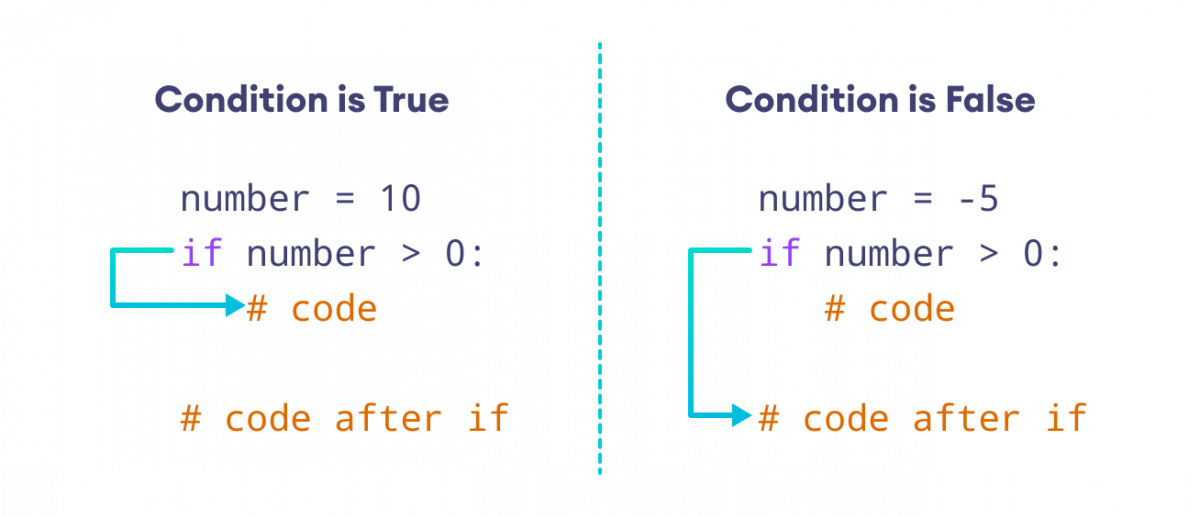 Condition is True
number = 10
if number > 0:
    # code
# code after if
Condition is False
number = -5
if number > 0:
    # code
# code after if